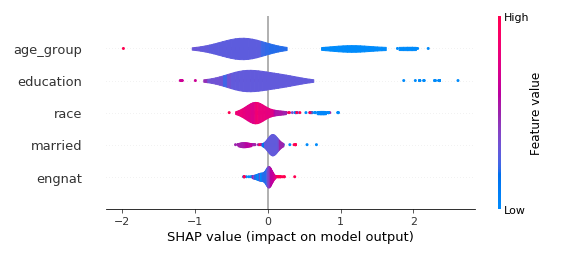 High
age_group
education
race
married
engnat
Feature value
Low
−2 −1 0 1 2
SHAP value (impact on model output)